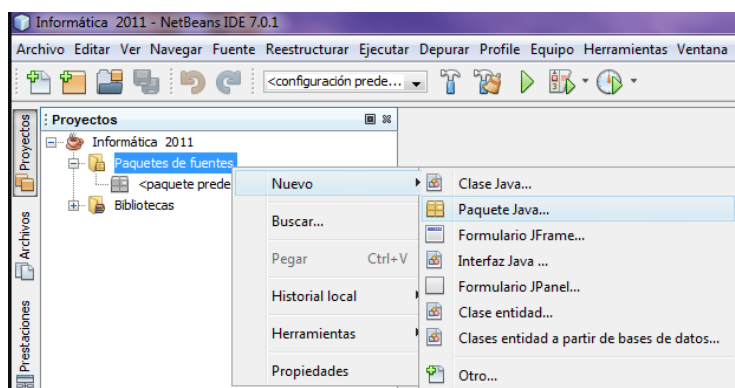 Informática 2011 - NetBeans IDE 7.0.1
Archivo Editar Ver Navegar Fuente Reestructurar Ejecutar Depurar Profile Equipo Herramientas Ventana
<configuración prede...
Proyectos
Informática 2011
Paquetes de fuentes
<paquete prede
Bibliotecas
Proyectos
Archivos
Prestaciones
Nuevo
Buscar...
Pegar Ctrl+V
Historial local
Herramientas
Propiedades
Clase Java...
Paquete Java...
Formulario JFrame...
Interfaz Java ...
Formulario JPanel...
Clase entidad...
Clases entidad a partir de bases de datos...
Otro...